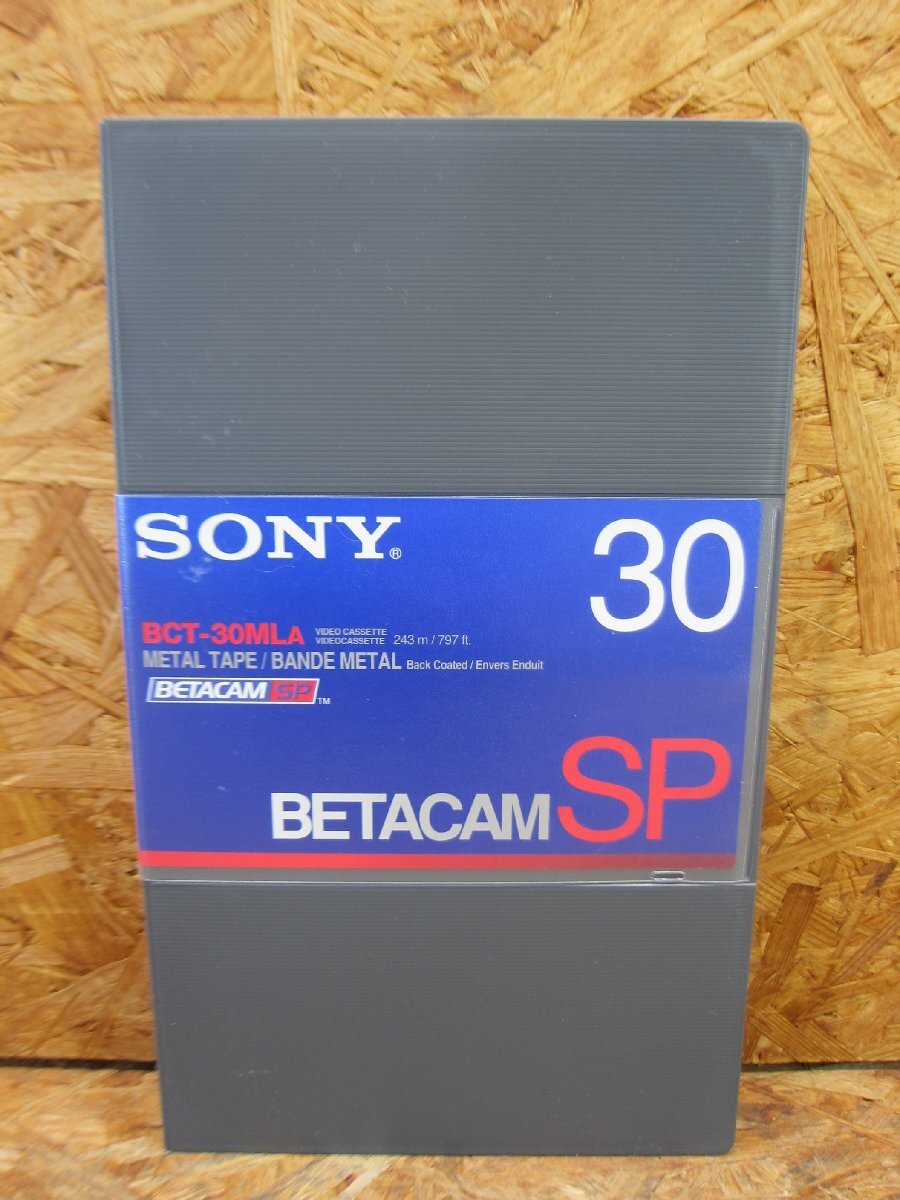 SONY®
30
BCT-30MLA VIDEO CASSETTE
VIDEOCASSETTE 243 m / 797 ft.
METAL TAPE / BANDE METAL Back Coated / Envers Enduit
BETACAM SP TM
BETACAM SP